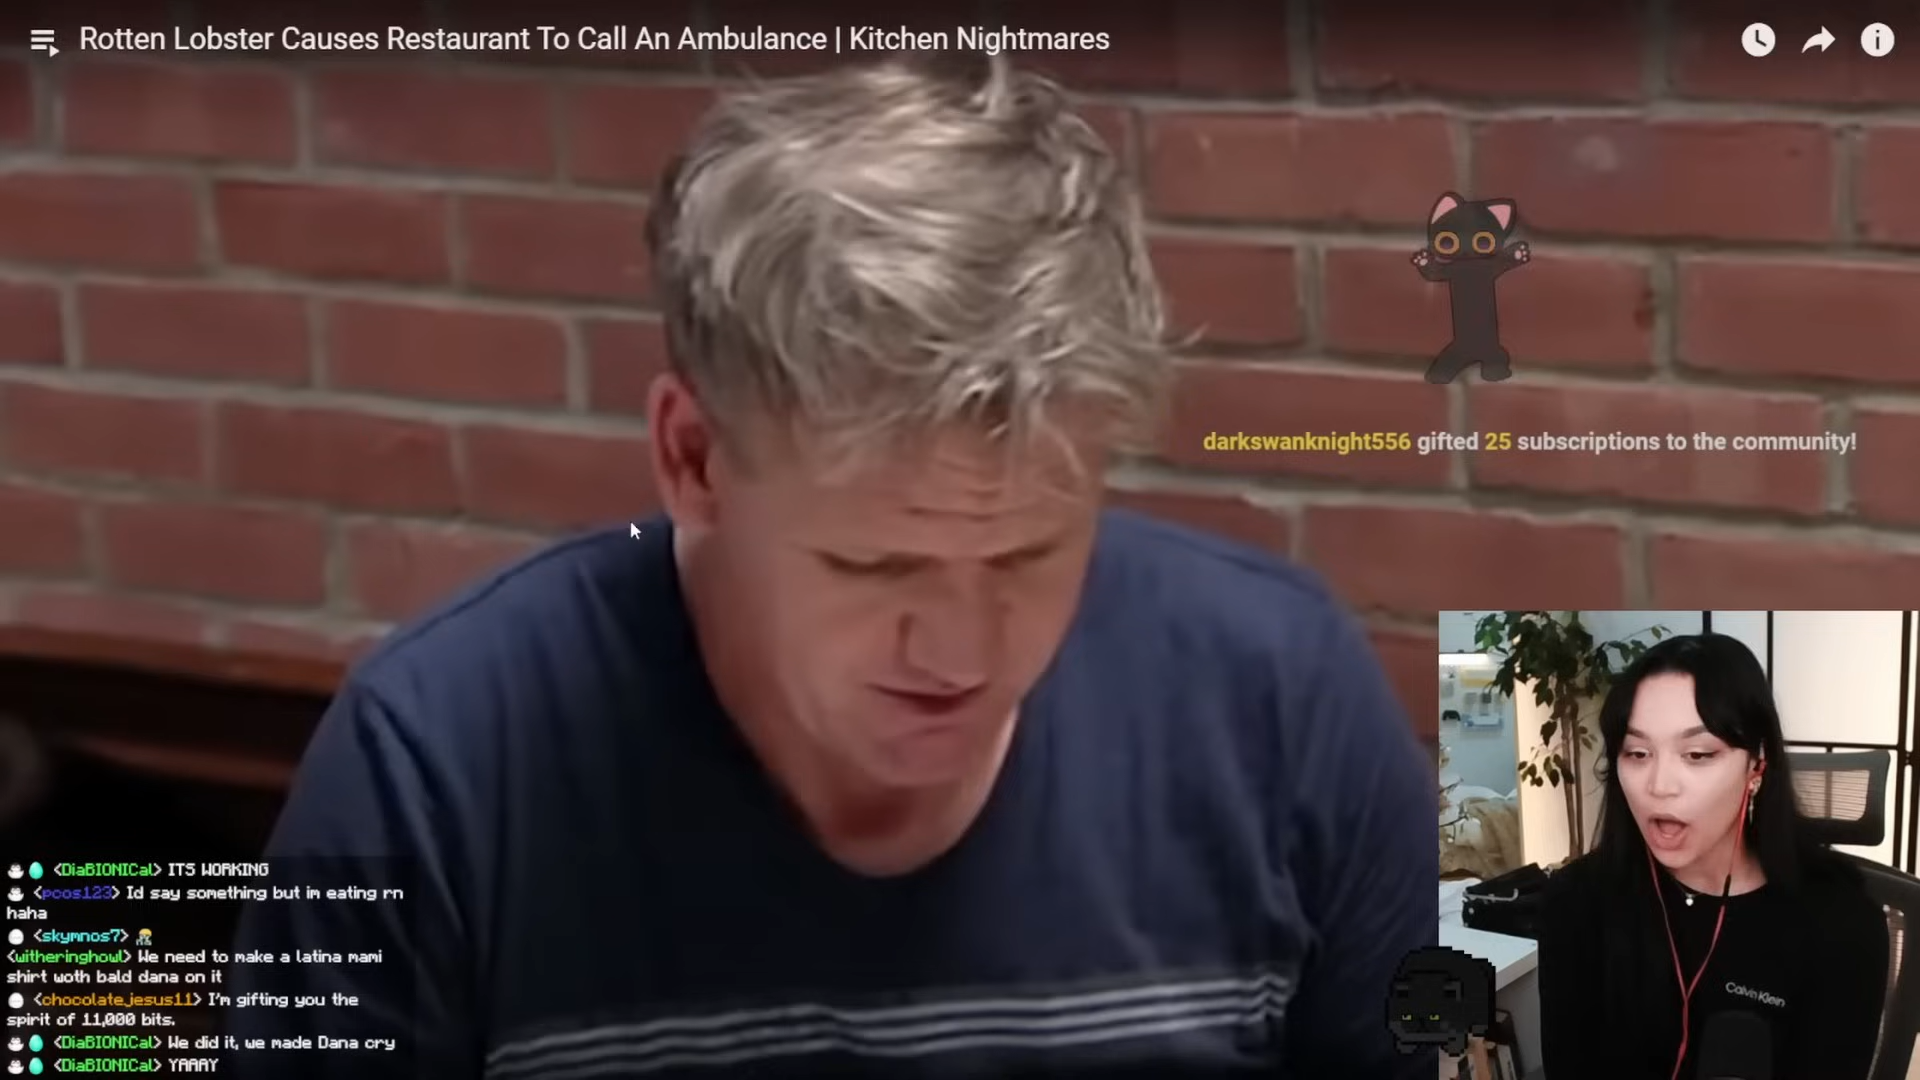 Rotten Lobster Causes Restaurant To Call An Ambulance | Kitchen Nightmares
darkswanknight556 gifted 25 subscriptions to the community!
<DiaBIONICal> ITS WORKING
<pcos123> Id say something but im eating rn
haha
<skymnos7>
<witheringhowl> We need to make a latina mami
shirt woth bald dana on it
<chocolatejesus11> I'm gifting you the
spirit of 11,000 bits.
<DiaBIONICal> We did it, we made Dana cry
<DiaBIONICal> YAAAY
Calvin Klein